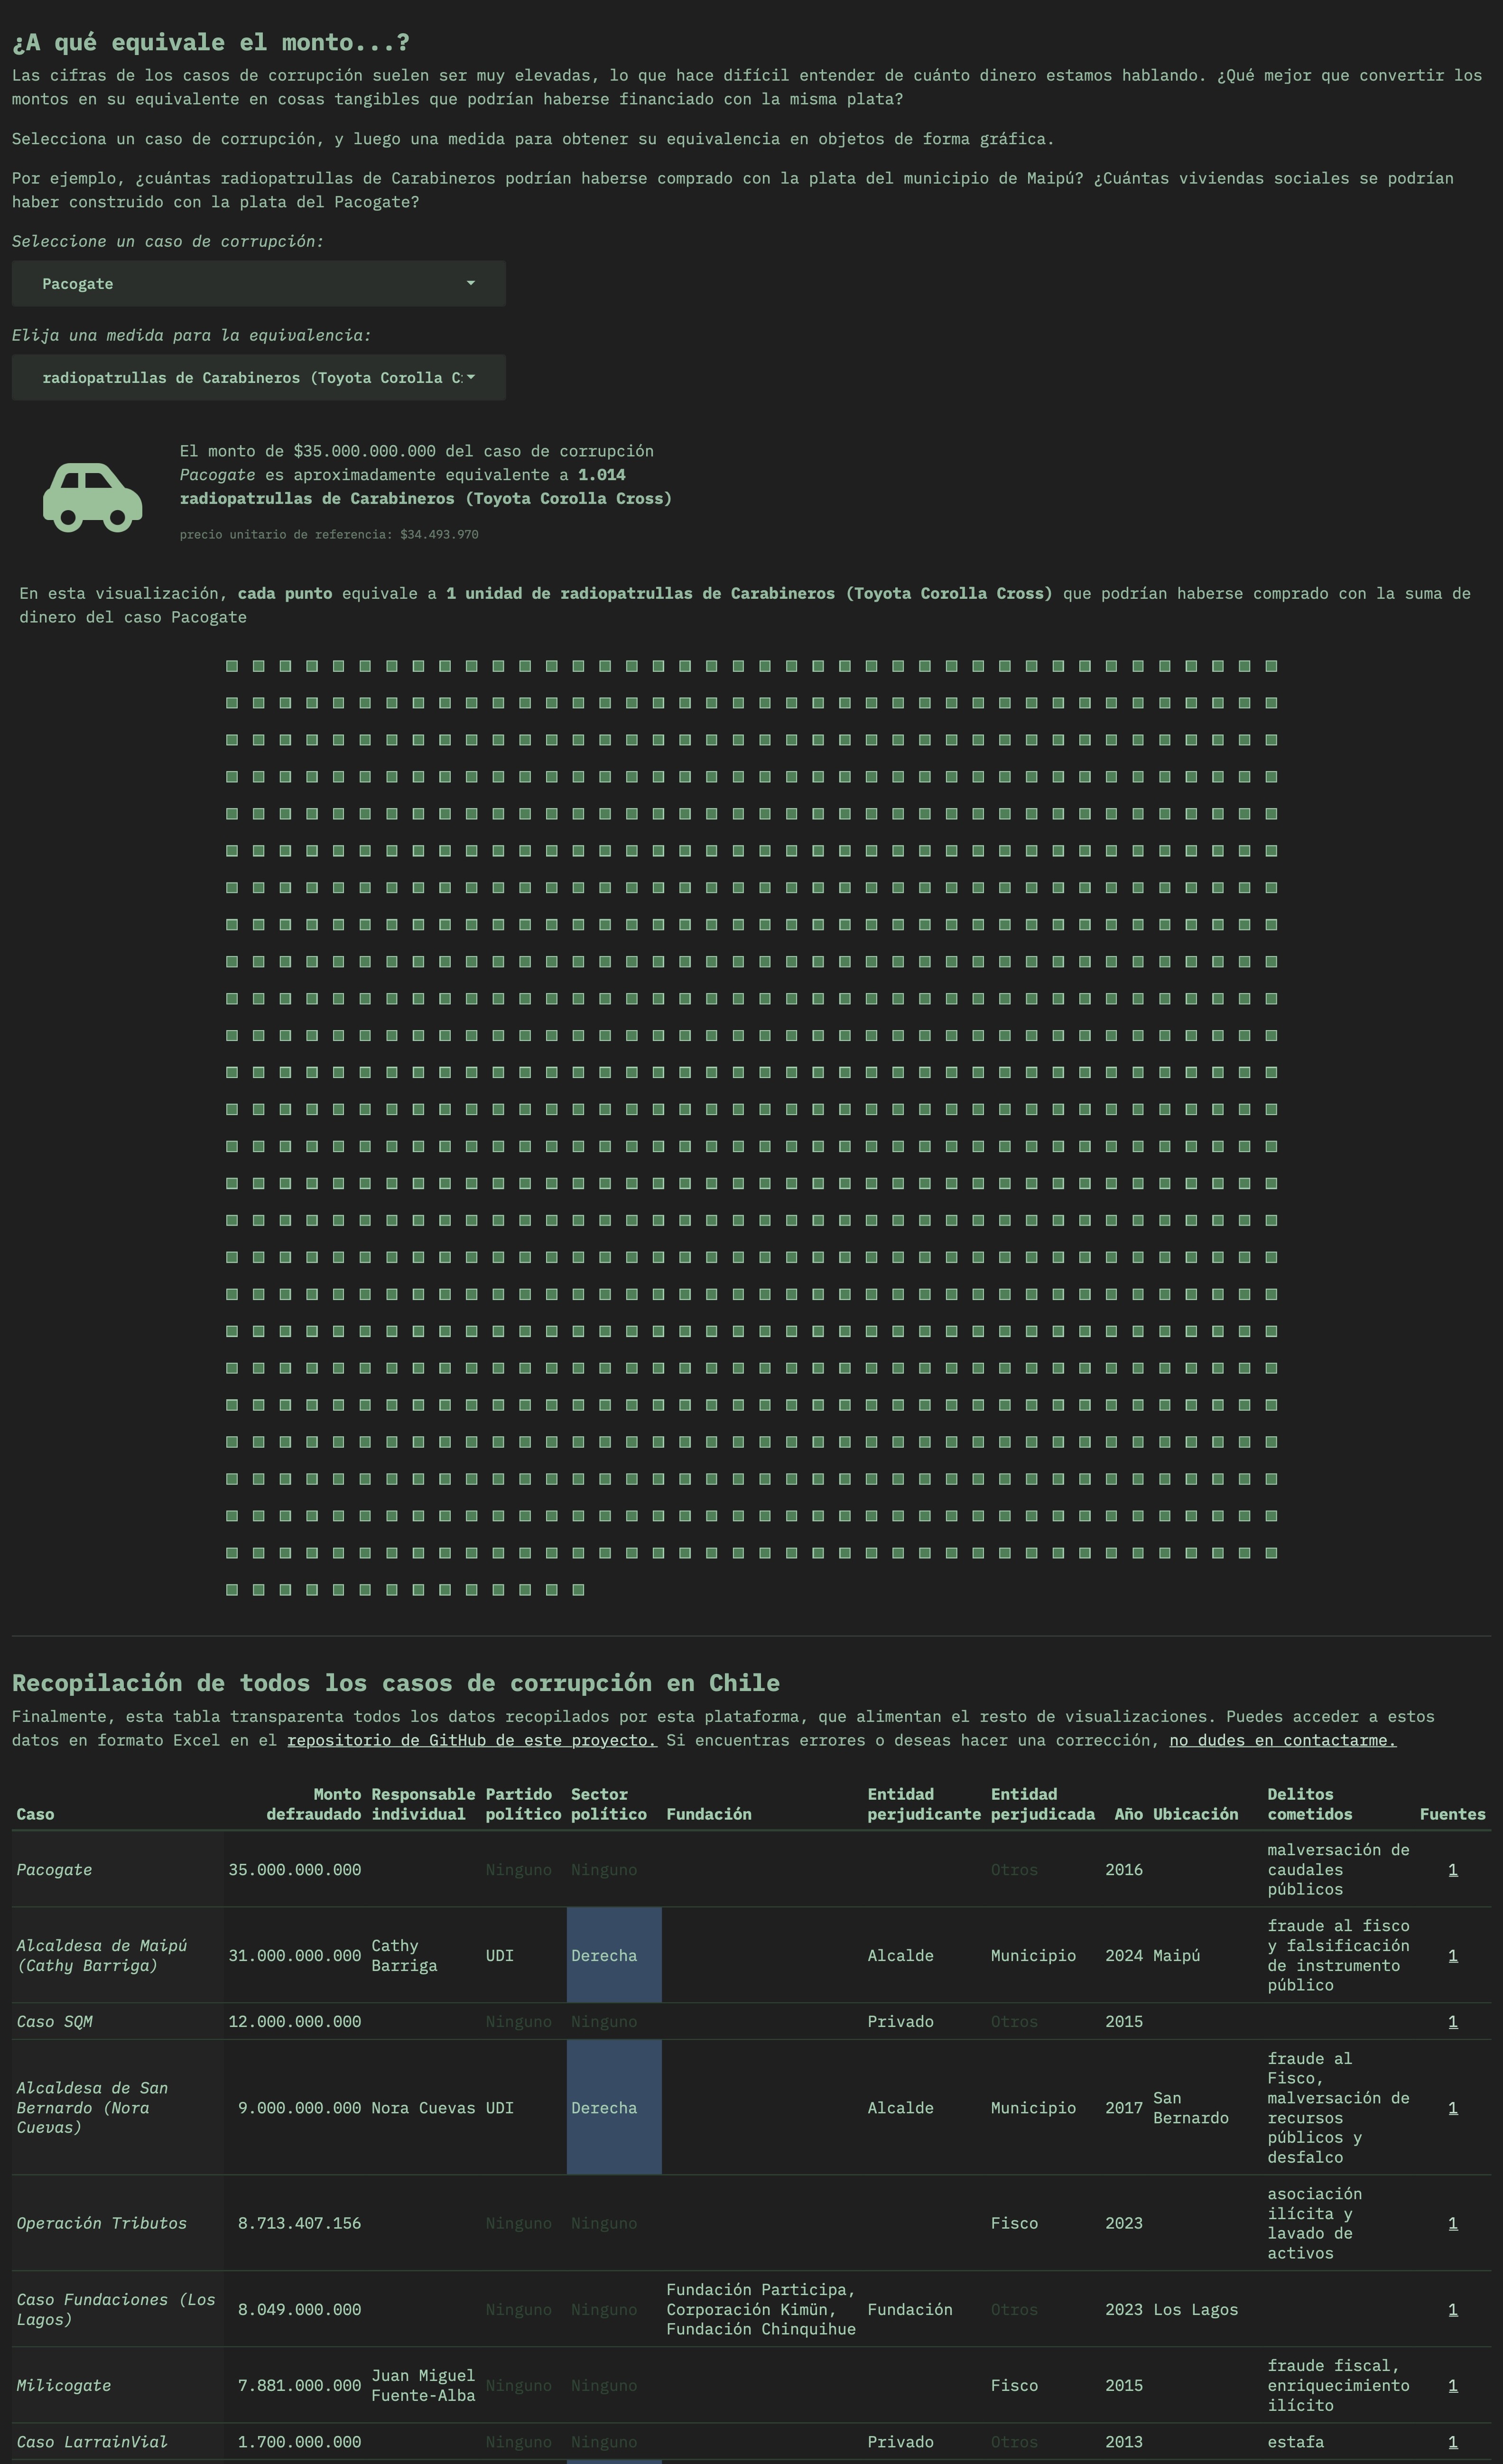 ¿A qué equivale el monto...?
Las cifras de los casos de corrupción suelen ser muy elevadas, lo que hace difícil entender de cuánto dinero estamos hablando. ¿Qué mejor que convertir los
montos en su equivalente en cosas tangibles que podrían haberse financiado con la misma plata?
Selecciona un caso de corrupción, y luego una medida para obtener su equivalencia en objetos de forma gráfica.
Por ejemplo, ¿cuántas radiopatrullas de Carabineros podrían haberse comprado con la plata del municipio de Maipú? ¿Cuántas viviendas sociales se podrían
haber construido con la plata del Pacogate?
Seleccione un caso de corrupción:
Pacogate
Elija una medida para la equivalencia:
radiopatrullas de Carabineros (Toyota Corolla C
El monto de $35.000.000.000 del caso de corrupción
Pacogate es aproximadamente equivalente a 1.014
radiopatrullas de Carabineros (Toyota Corolla Cross)
precio unitario de referencia: $34.493.970
En esta visualización, cada punto equivale a 1 unidad de radiopatrullas de Carabineros (Toyota Corolla Cross) que podrían haberse comprado con la suma de
dinero del caso Pacogate
Recopilación de todos los casos de corrupción en Chile
Finalmente, esta tabla transparenta todos los datos recopilados por esta plataforma, que alimentan el resto de visualizaciones. Puedes acceder a estos
datos en formato Excel en el repositorio de GitHub de este proyecto. Si encuentras errores o deseas hacer una corrección, no dudes en contactarme.
Monto Responsable Partido Sector Entidad Entidad Delitos
Caso defraudado individual político político Fundación perjudicante perjudicada Año Ubicación cometidos Fuentes
malversación de
Pacogate 35.000.000.000 Ninguno Ninguno Otros 2016 caudales 1
públicos
fraude al fisco
Alcaldesa de Maipú Cathy y falsificación
(Cathy Barriga) 31.000.000.000 Barriga UDI Derecha Alcalde Municipio 2024 Maipú de instrumento 1
público
Caso SQM 12.000.000.000 Ninguno Ninguno Privado Otros 2015 1
fraude al
Fisco,
Alcaldesa de San malversación de
Bernardo (Nora 9.000.000.000 Nora Cuevas UDI Derecha Alcalde Municipio 2017 San Bernardo recursos 1
Cuevas) públicos y
desfalco
asociación
ilícita y
Operación Tributos 8.713.407.156 Ninguno Ninguno Fisco 2023 lavado de 1
activos
Fundación Participa,
Caso Fundaciones (Los Lagos) 8.049.000.000 Ninguno Ninguno Corporación Kimün, Fundación Otros 2023 Los Lagos 1
Fundación Chinquihue
fraude fiscal,
Milicogate 7.881.000.000 Juan Miguel Fuente-Alba Ninguno Ninguno Fisco 2015 enriquecimiento 1
ilícito
Caso LarrainVial 1.700.000.000 Ninguno Ninguno Privado Otros 2013 estafa 1